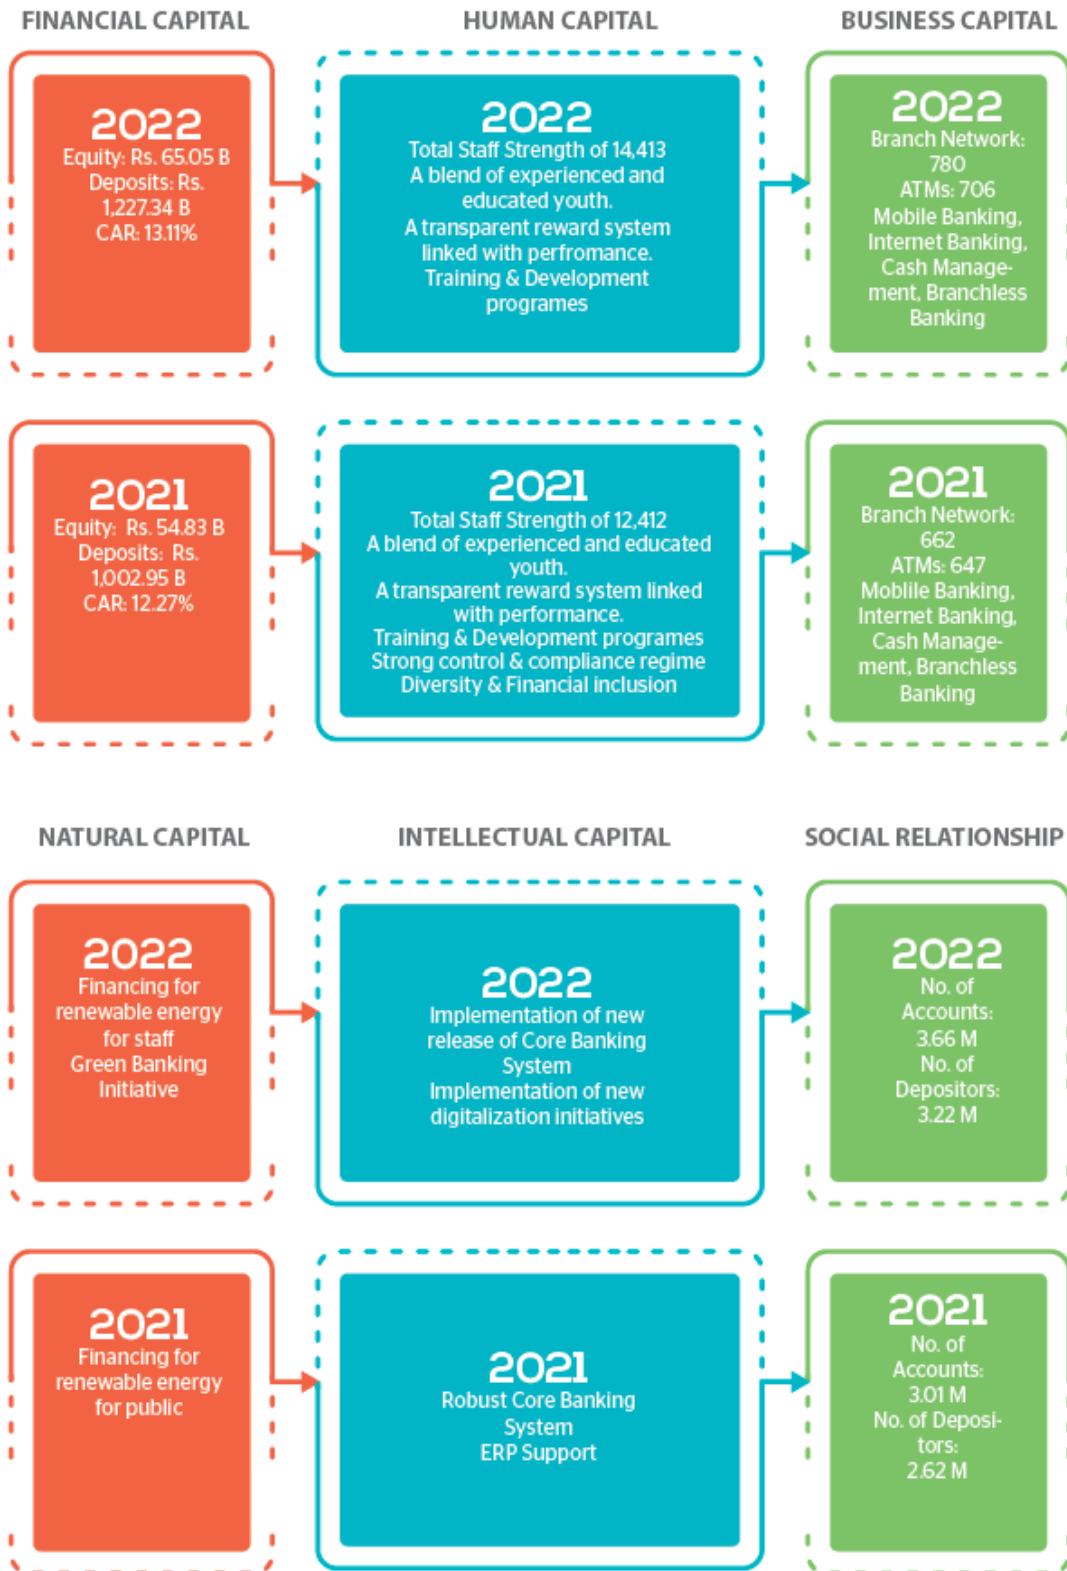 FINANCIAL CAPITAL
HUMAN CAPITAL
BUSINESS CAPITAL
2022
Equity: Rs. 65.05 B
Deposits: Rs.
1,227.34 B
CAR: 13.11%
2022
Total Staff Strength of 14,413
A blend of experienced and
educated youth.
A transparent reward system
linked with perfromance.
Training & Development
programes
2022
Branch Network:
780
ATMs: 706
Mobile Banking,
Internet Banking,
Cash Manage-
ment, Branchless
Banking
2021
Equity: Rs. 54.83 B
Deposits: Rs.
1,002.95 B
CAR: 12.27%
2021
Total Staff Strength of 12,412
A blend of experienced and educated
youth.
A transparent reward system linked
with performance.
Training & Development programes
Strong control & compliance regime
Diversity & Financial inclusion
2021
Branch Network:
662
ATMs: 647
Moblile Banking,
Internet Banking,
Cash Manage-
ment, Branchless
Banking
NATURAL CAPITAL
INTELLECTUAL CAPITAL
SOCIAL RELATIONSHIP
2022
Financing for
renewable energy
for staff
Green Banking
Initiative
2022
Implementation of new
release of Core Banking
System
Implementation of new
digitalization initiatives
2022
No. of
Accounts:
3.66 M
No. of
Depositors:
3.22 M
2021
Financing for
renewable energy
for public
2021
Robust Core Banking
System
ERP Support
2021
No. of
Accounts:
3.01 M
No. of Deposi-
tors:
2.62 M